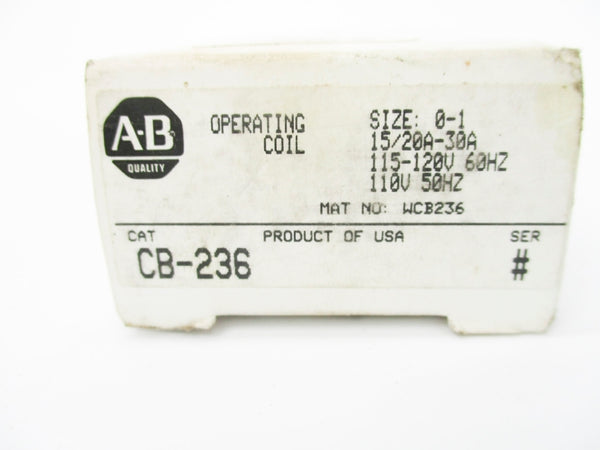 A-B
QUALITY
OPERATING
COIL
SIZE: 0-1
15/20A-30A
115-120V 60HZ
110V 50HZ
MAT NO: WCB236
CAT PRODUCT OF USA SER
CB-236 #